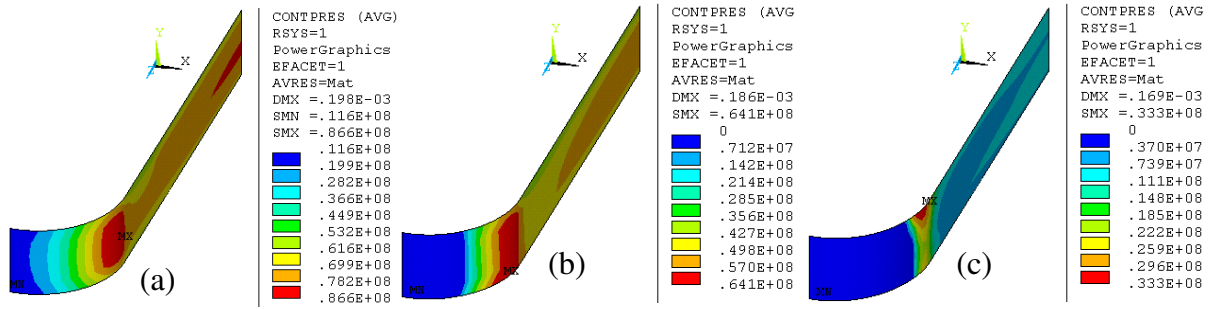 Y
X
Z
MX
MN
(a)
CONTPRES (AVG)
RSYS=1
PowerGraphics
EFACET=1
AVRES=Mat
DMX =.198E-03
SMN =.116E+08
SMX =.866E+08
.116E+08
.199E+08
.282E+08
.366E+08
.449E+08
.532E+08
.616E+08
.699E+08
.782E+08
.866E+08
Y
X
Z
MX
MN
(b)
CONTPRES (AVG
RSYS=1
PowerGraphics
EFACET=1
AVRES=Mat
DMX =.186E-03
SMX =.641E+08
0
.712E+07
.142E+08
.214E+08
.285E+08
.356E+08
.427E+08
.498E+08
.570E+08
.641E+08
Y
X
Z
MX
MN
(c)
CONTPRES (AVG
RSYS=1
PowerGraphics
EFACET=1
AVRES=Mat
DMX =.169E-03
SMX =.333E+08
0
.370E+07
.739E+07
.111E+08
.148E+08
.185E+08
.222E+08
.259E+08
.296E+08
.333E+08